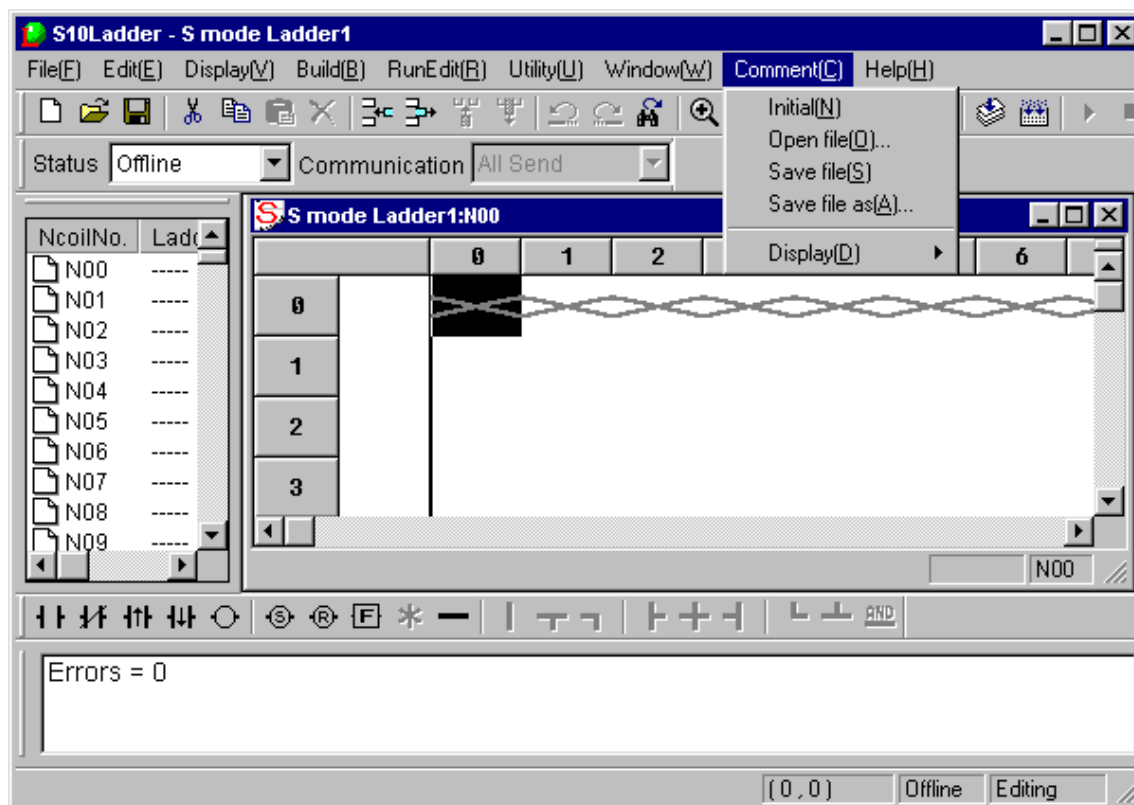 S10Ladder - S mode Ladder1
File(F) Edit(E) Display(V) Build(B) RunEdit(R) Utility(U) Window(W) Comment(C) Help(H)
Initial(N)
Open file(O)...
Save file(S)
Save file as(A)...
Display(D)
Status Offline Communication All Send
NcoilNo. Ladd
N00 -----
N01 -----
N02 -----
N03 -----
N04 -----
N05 -----
N06 -----
N07 -----
N08 -----
N09 -----
S mode Ladder1:N00
0 1 2 6
0
1
2
3
N00
S R F AND
Errors = 0
(0,0) Offline Editing